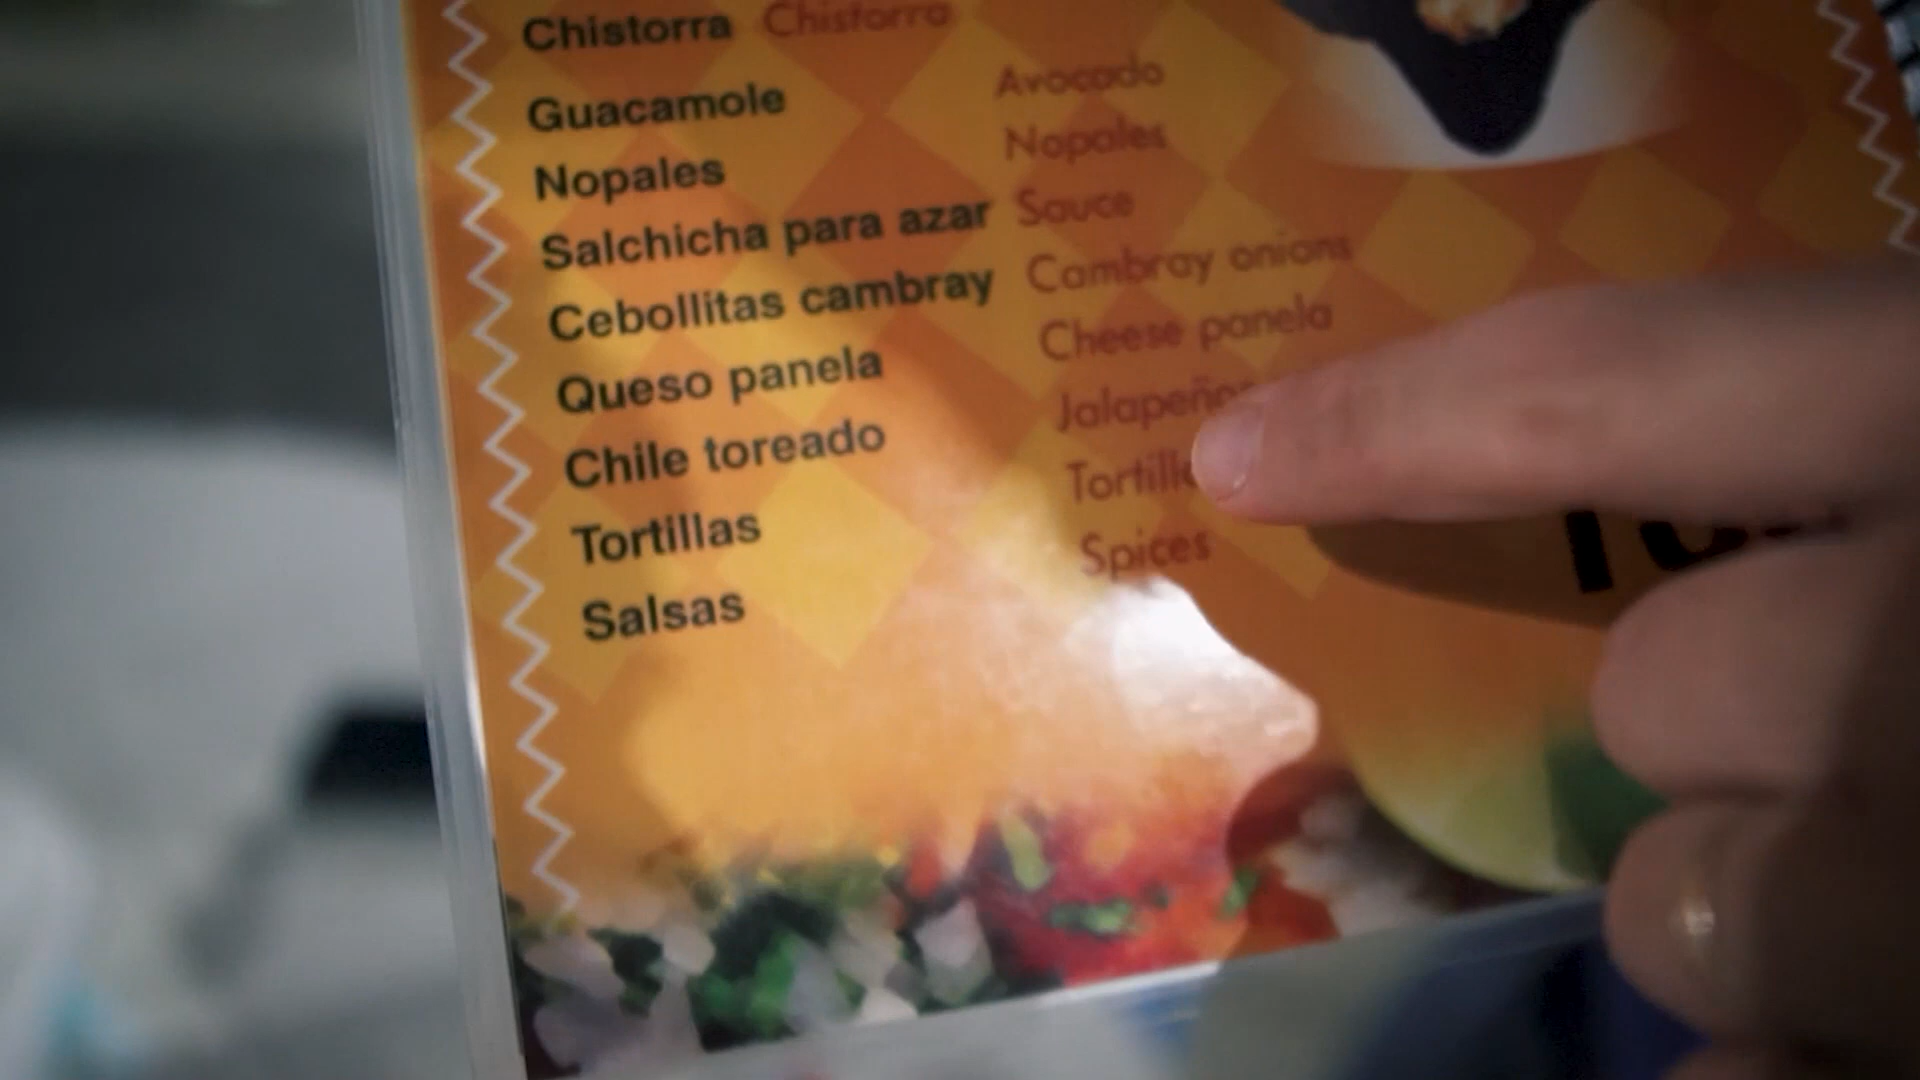 Chistorra Chistorra
Guacamole Avocado
Nopales Nopales
Salchicha para azar Sauce
Cebollitas cambray Cambray onions
Queso panela Cheese panela
Chile toreado
Tortillas
Salsas Spices